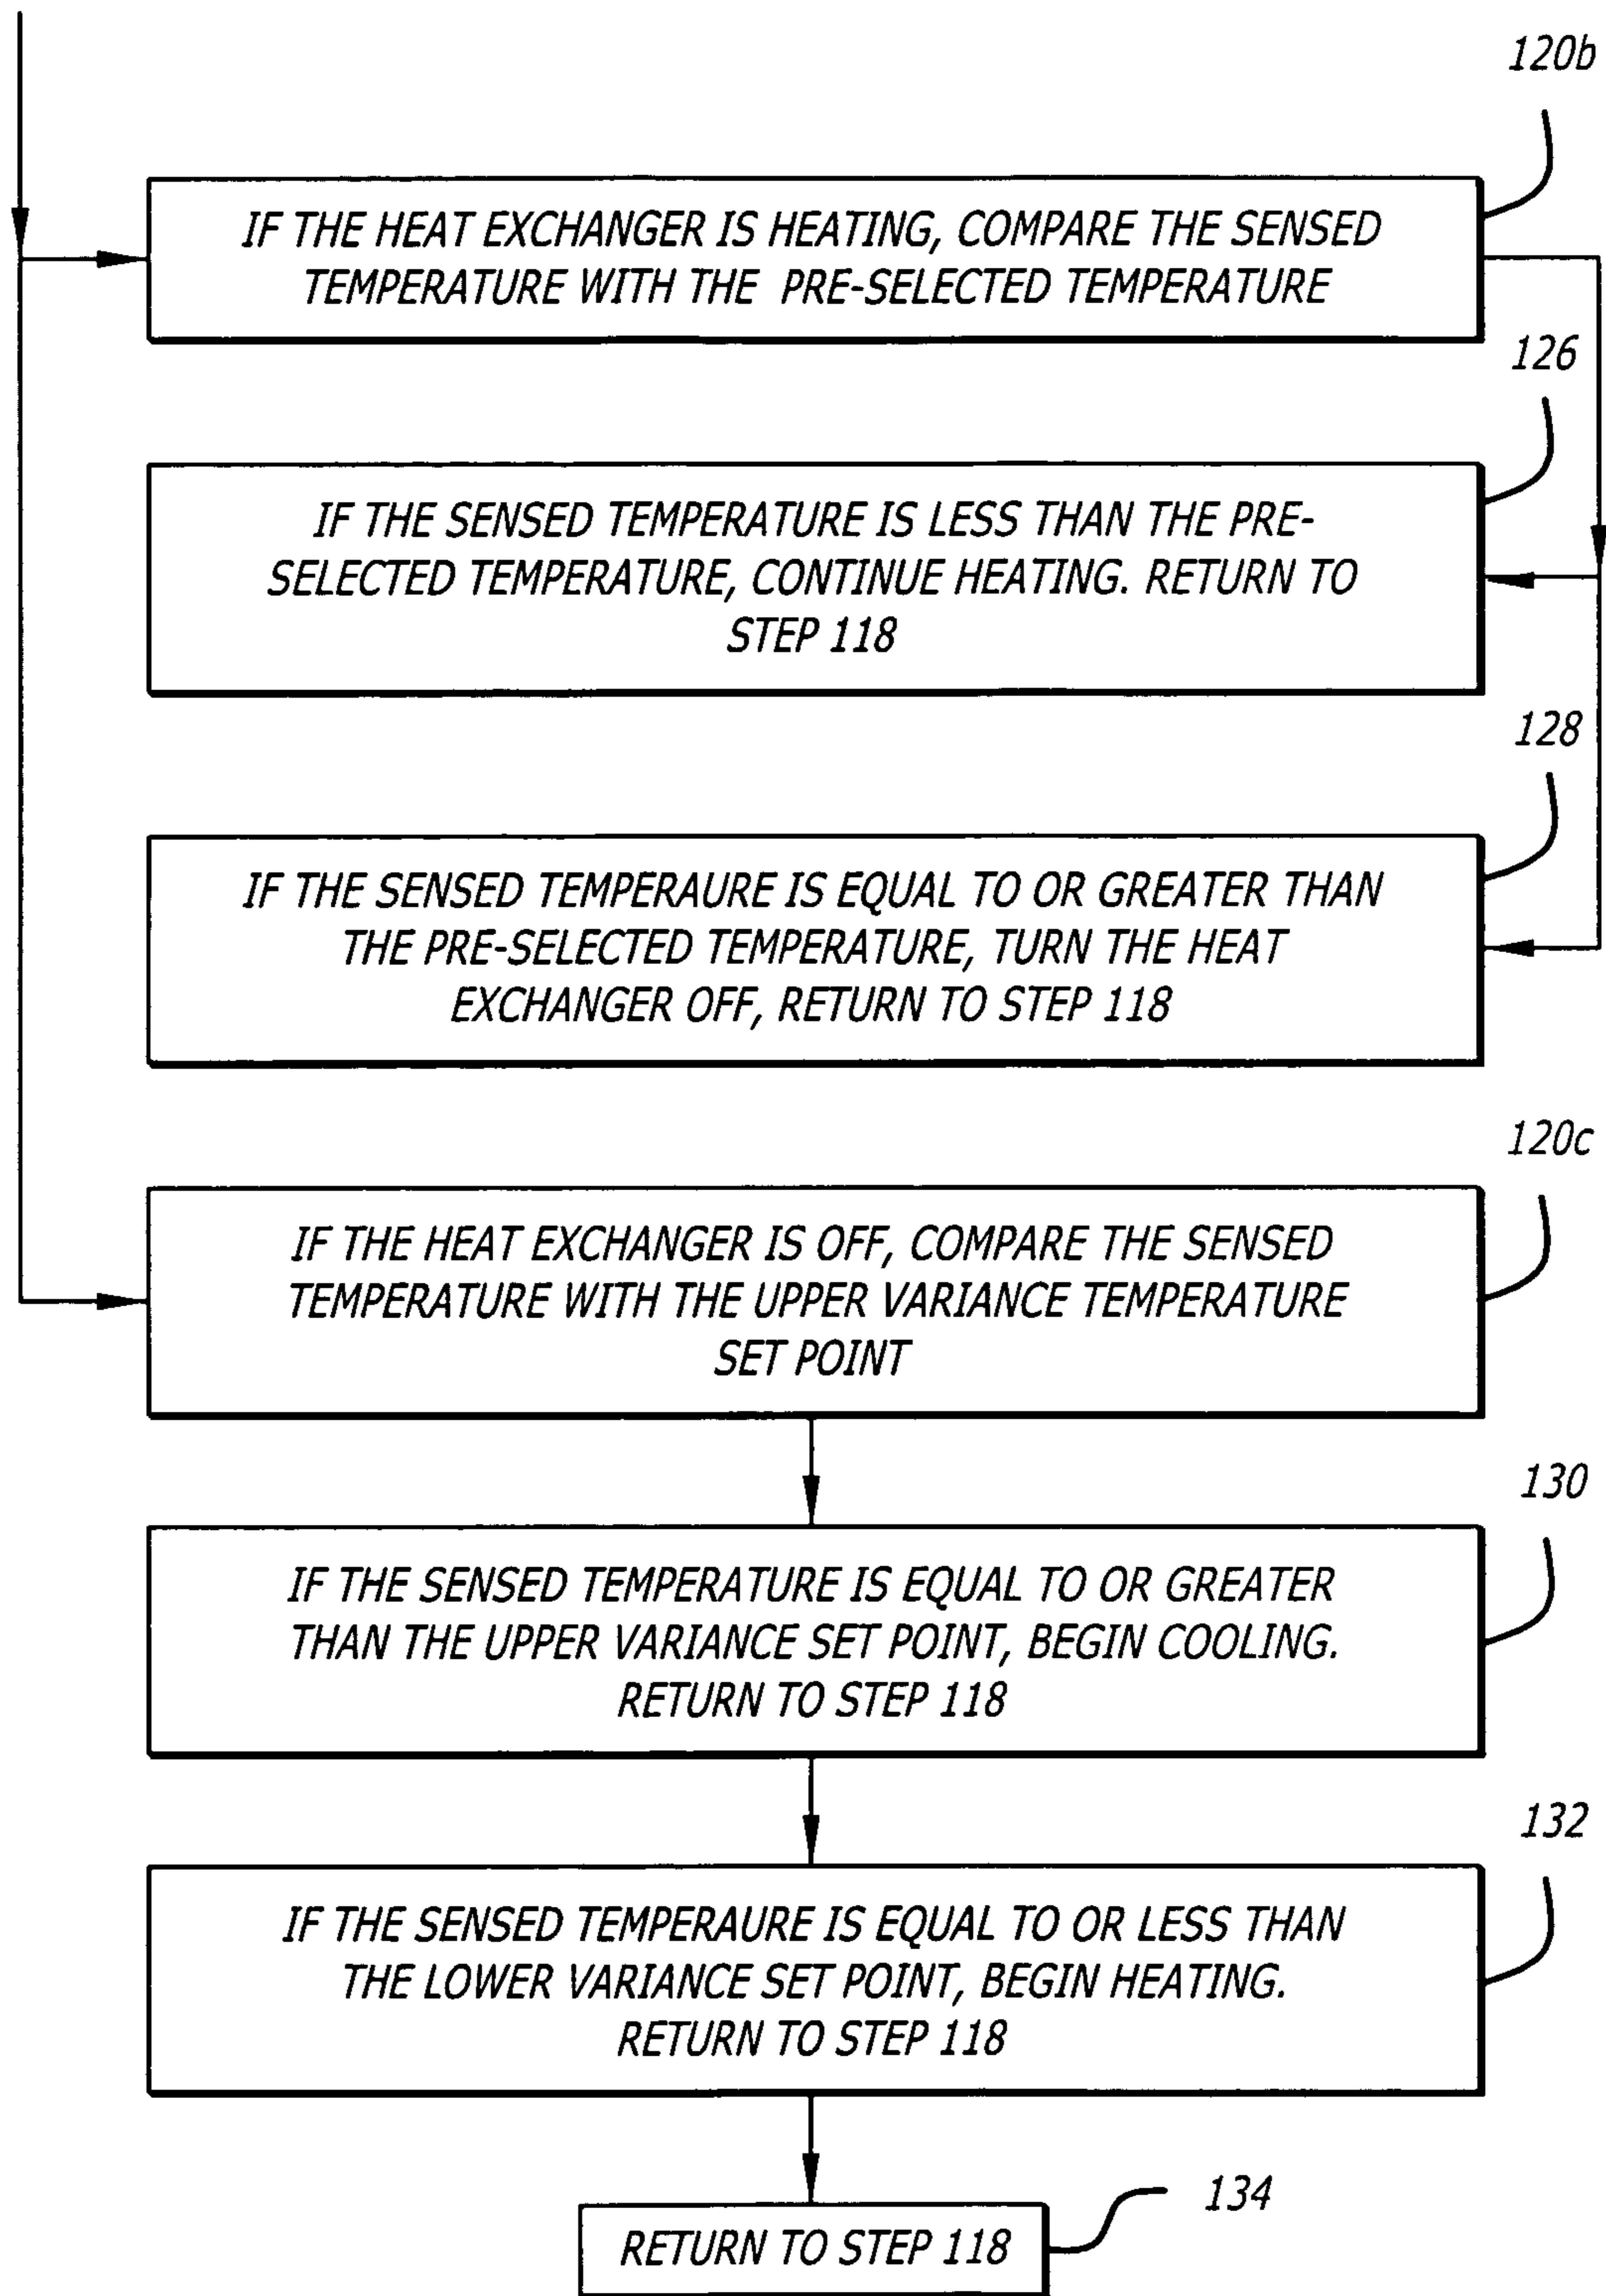 120b
IF THE HEAT EXCHANGER IS HEATING, COMPARE THE SENSED
TEMPERATURE WITH THE PRE-SELECTED TEMPERATURE
126
IF THE SENSED TEMPERATURE IS LESS THAN THE PRE-
SELECTED TEMPERATURE, CONTINUE HEATING. RETURN TO
STEP 118
128
IF THE SENSED TEMPERAURE IS EQUAL TO OR GREATER THAN
THE PRE-SELECTED TEMPERATURE, TURN THE HEAT
EXCHANGER OFF, RETURN TO STEP 118
120c
IF THE HEAT EXCHANGER IS OFF, COMPARE THE SENSED
TEMPERATURE WITH THE UPPER VARIANCE TEMPERATURE
SET POINT
130
IF THE SENSED TEMPERATURE IS EQUAL TO OR GREATER
THAN THE UPPER VARIANCE SET POINT, BEGIN COOLING.
RETURN TO STEP 118
132
IF THE SENSED TEMPERAURE IS EQUAL TO OR LESS THAN
THE LOWER VARIANCE SET POINT, BEGIN HEATING.
RETURN TO STEP 118
134
RETURN TO STEP 118